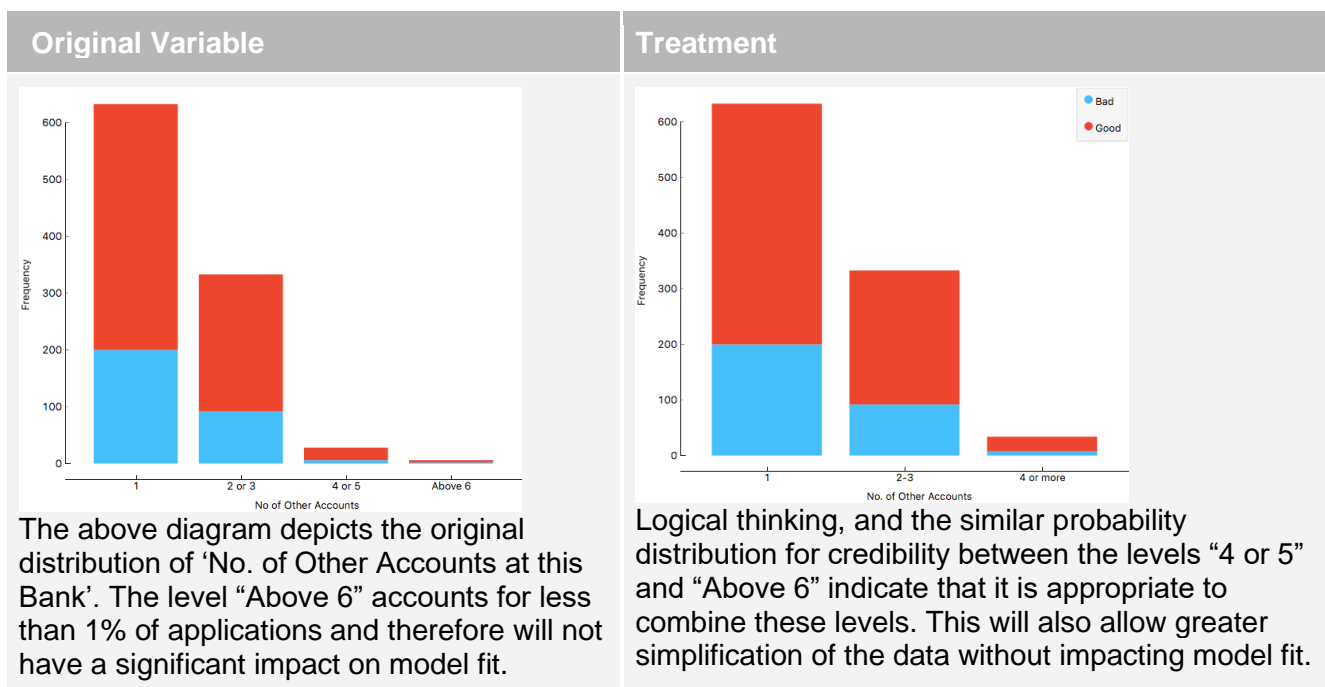 Original Variable
Treatment
600
500
400
300
200
100
0
Frequency
1
2 or 3
4 or 5
Above 6
No of Other Accounts
The above diagram depicts the original
distribution of ‘No. of Other Accounts at this
Bank’. The level “Above 6” accounts for less
than 1% of applications and therefore will not
have a significant impact on model fit.
Bad
Good
600
500
400
300
200
100
0
Frequency
1
2-3
4 or more
No. of Other Accounts
Logical thinking, and the similar probability
distribution for credibility between the levels “4 or 5”
and “Above 6” indicate that it is appropriate to
combine these levels. This will also allow greater
simplification of the data without impacting model fit.